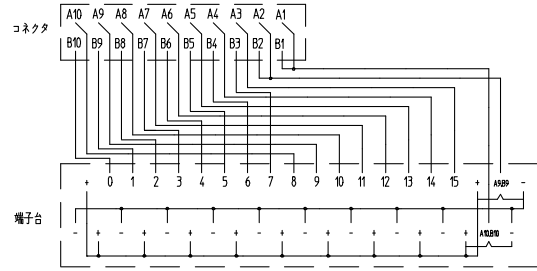 A10 A9 A8 A7 A6 A5 A4 A3 A2 A1
コネクタ
B10 B9 B8 B7 B6 B5 B4 B3 B2 B1
+ 0 1 2 3 4 5 6 7 8 9 10 11 12 13 14 15 + A9,B9 -
端子台
- + - + - + - + - + - + - + - + - + A10,B10 -